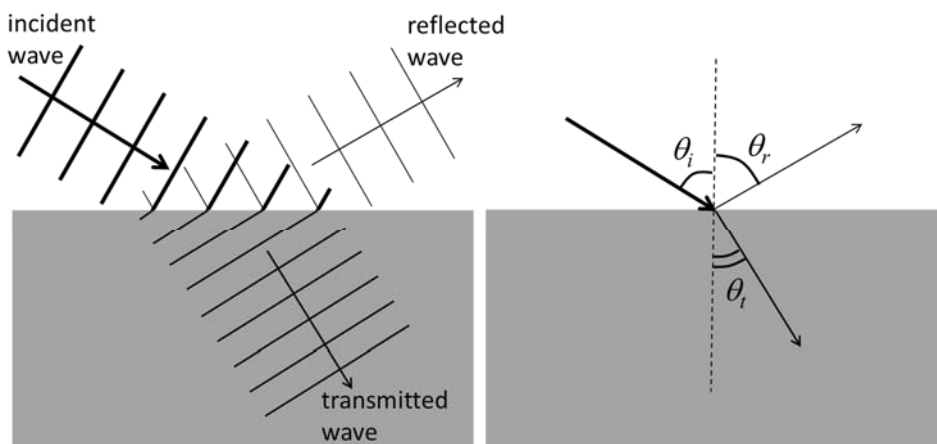 incident
wave
reflected
wave
transmitted
wave
θi
θr
θt